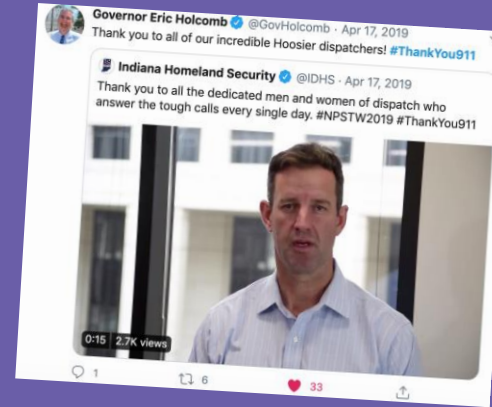 Governor Eric Holcomb @GovHolcomb · Apr 17, 2019
Thank you to all of our incredible Hoosier dispatchers! #ThankYou911
Indiana Homeland Security @IDHS · Apr 17, 2019
Thank you to all the dedicated men and women of dispatch who
answer the tough calls every single day. #NPSTW2019 #ThankYou911
0:15 2.7K views
1 6 33